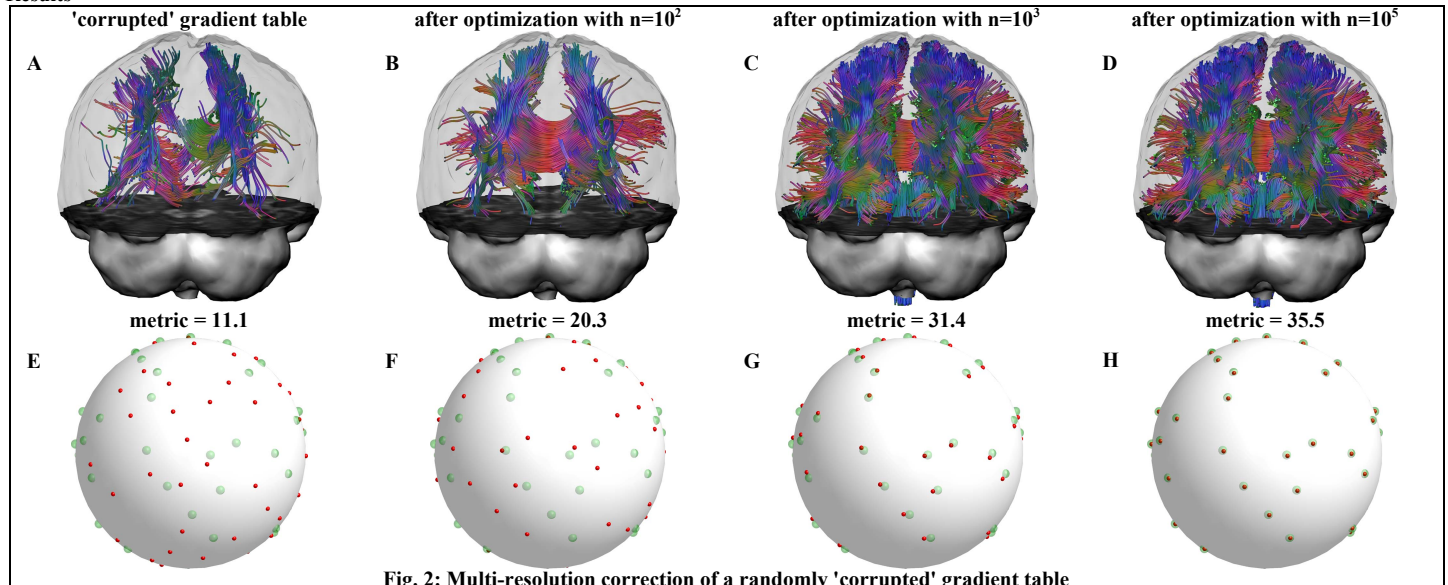 Results
'corrupted' gradient table
after optimization with n=10²
after optimization with n=10³
after optimization with n=10⁵
A
B
C
D
metric = 11.1
metric = 20.3
metric = 31.4
metric = 35.5
E
F
G
H
Fig. 2: Multi-resolution correction of a randomly 'corrupted' gradient table